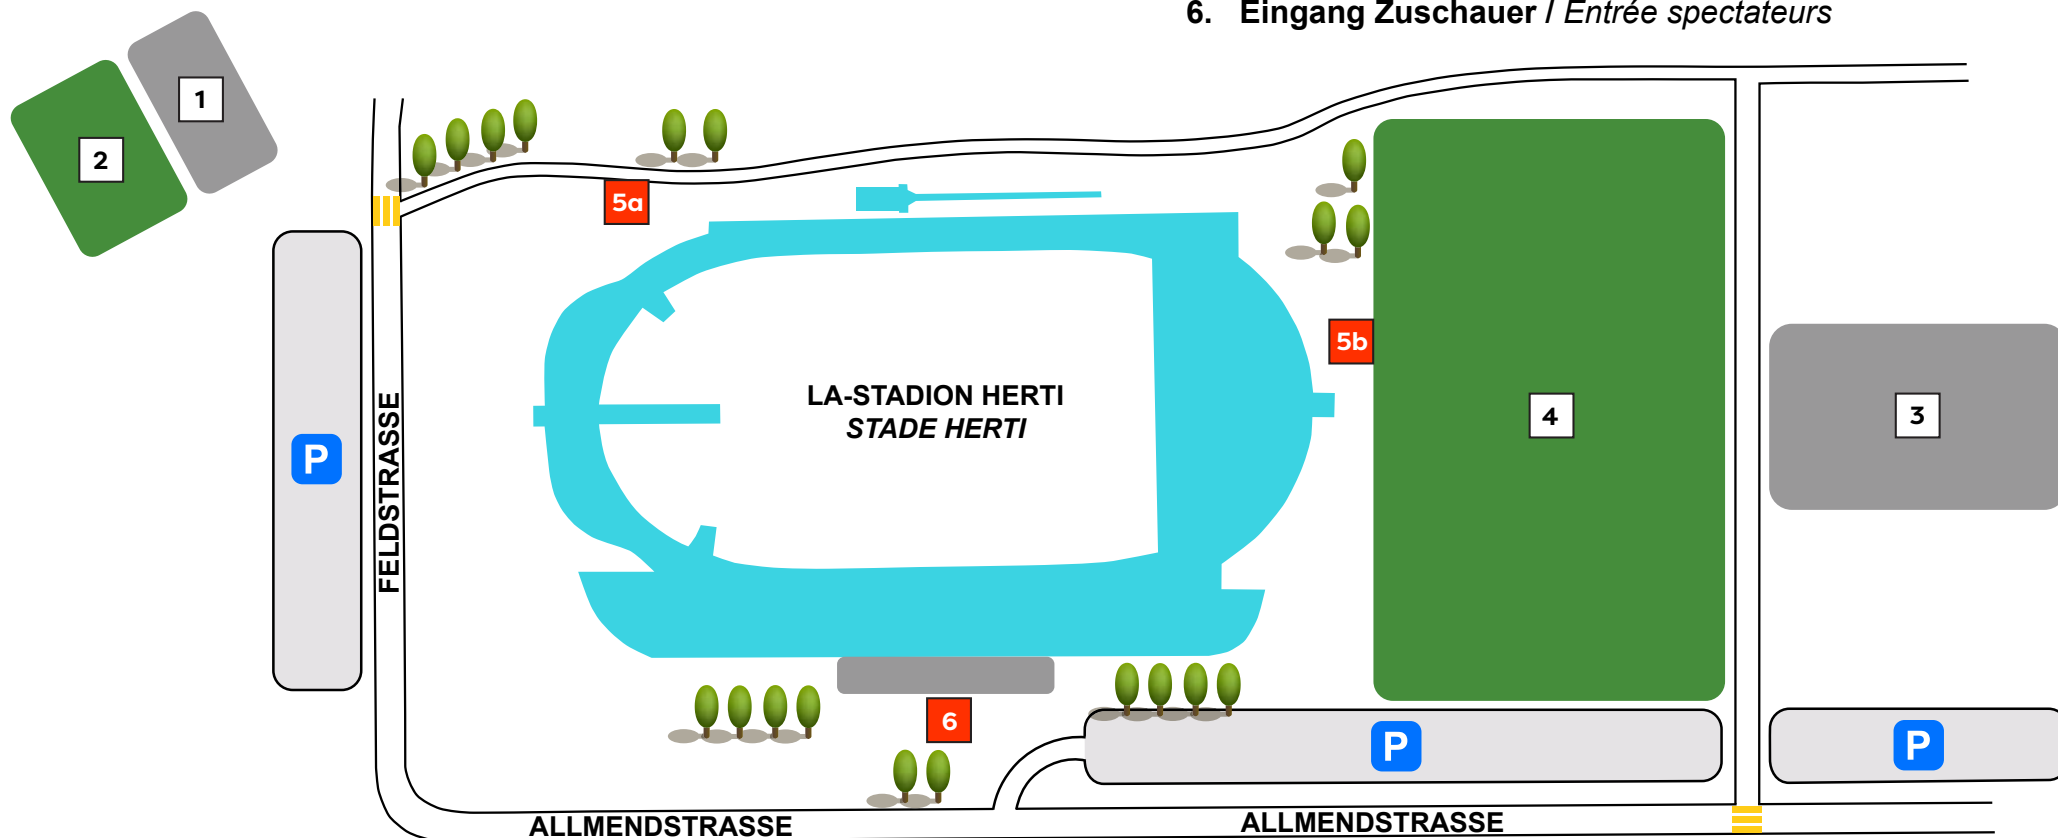 6. Eingang Zuschauer / Entrée spectateurs
1
2
5a
5b
LA-STADION HERTI
STADE HERTI
4
3
P
FELDSTRASSE
6
P
P
ALLMENDSTRASSE
ALLMENDSTRASSE